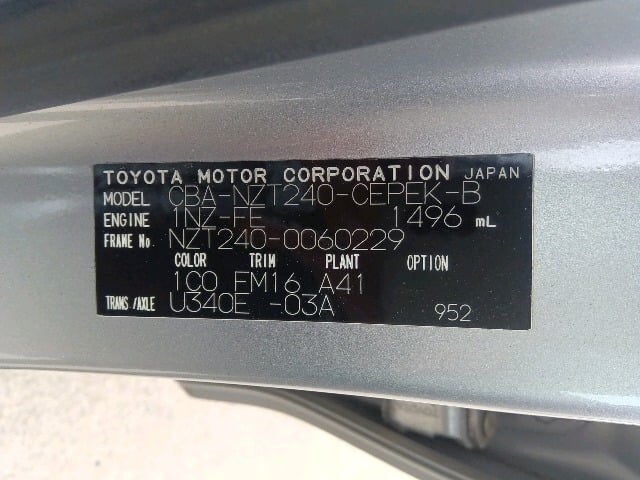 TOYOTA MOTOR CORPORATION JAPAN
MODEL CBA-NZT240-CEPEK-B
ENGINE 1NZ-FE 1496 mL
FRAME No. NZT240-0060229
COLOR TRIM PLANT OPTION
1C0 FM16 A41
TRANS /AXLE U340E -03A 952